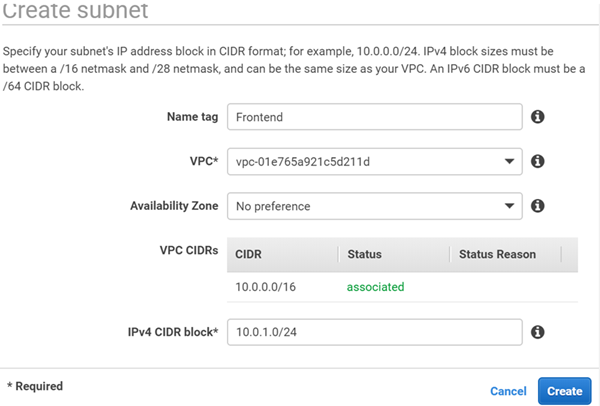 Create subnet
Specify your subnet's IP address block in CIDR format; for example, 10.0.0.0/24. IPv4 block sizes must be
between a /16 netmask and /28 netmask, and can be the same size as your VPC. An IPv6 CIDR block must be a
/64 CIDR block.
Name tag Frontend
VPC* vpc-01e765a921c5d211d
Availability Zone No preference
VPC CIDRs CIDR Status Status Reason
10.0.0.0/16 associated
IPv4 CIDR block* 10.0.1.0/24
* Required Cancel Create